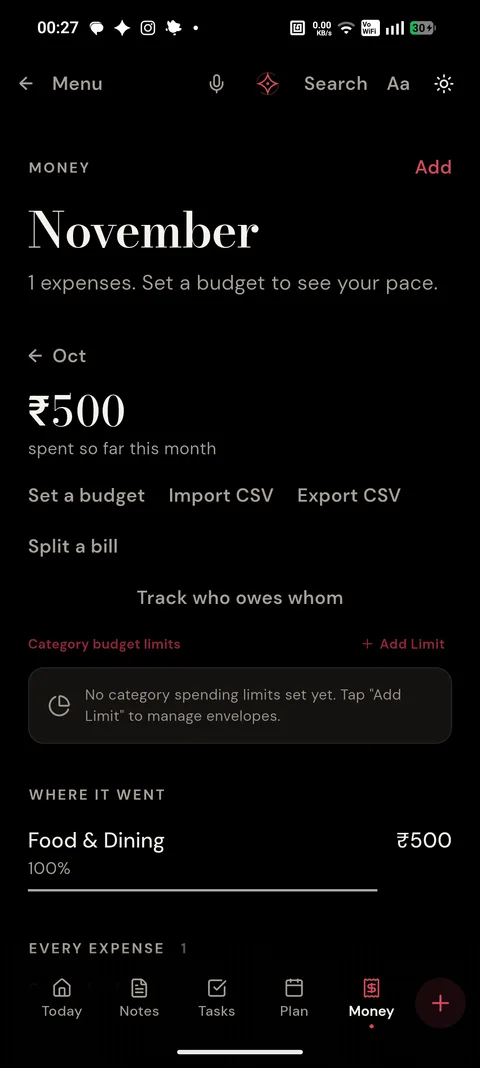 00:27
0.00 KB/s
Vo WiFi
30
Menu
Search Aa
MONEY
Add
November
1 expenses. Set a budget to see your pace.
Oct
₹500
spent so far this month
Set a budget Import CSV Export CSV
Split a bill
Track who owes whom
Category budget limits
+ Add Limit
No category spending limits set yet. Tap "Add
Limit" to manage envelopes.
WHERE IT WENT
Food & Dining ₹500
100%
EVERY EXPENSE 1
Today Notes Tasks Plan Money